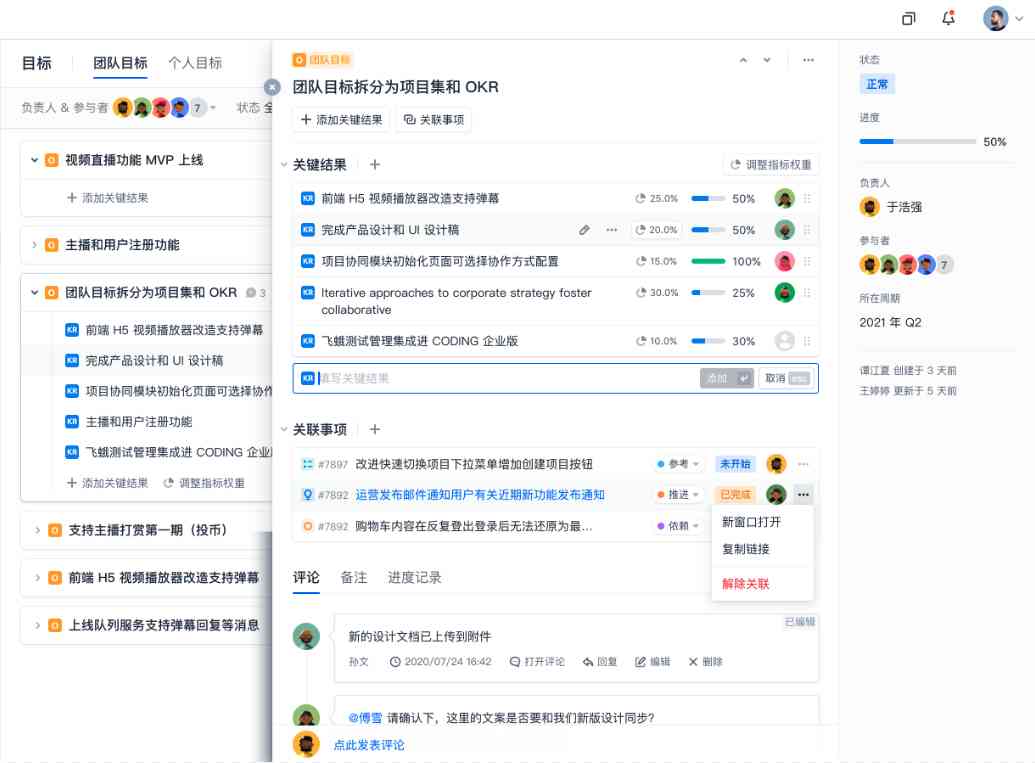 目标
团队目标
个人目标
负责人 & 参与者
7
状态 全
视频直播功能 MVP 上线
添加关键结果
主播和用户注册功能
团队目标拆分为项目集和 OKR
3
KR 前端 H5 视频播放器改造支持弹幕
KR 完成产品设计和 UI 设计稿
KR 项目协同模块初始化页面可选择协作
KR 主播和用户注册功能
KR 飞蛾测试管理集成进 CODING 企业
添加关键结果
调整指标权重
O 支持主播打赏第一期（投币）
O 前端 H5 视频播放器改造支持弹幕
O 上线队列服务支持弹幕回复等消息
O 团队目标
团队目标拆分为项目集和 OKR
添加关键结果
关联事项
关键结果
调整指标权重
KR 前端 H5 视频播放器改造支持弹幕
25.0%
50%
KR 完成产品设计和 UI 设计稿
20.0%
50%
KR 项目协同模块初始化页面可选择协作方式配置
15.0%
100%
KR Iterative approaches to corporate strategy foster
collaborative
30.0%
25%
KR 飞蛾测试管理集成进 CODING 企业版
10.0%
30%
KR 填写关键结果
添加
取消 esc
关联事项
#7897 改进快速切换项目下拉菜单增加创建项目按钮
参考
未开始
#7892 运营发布邮件通知用户有关近期新功能发布通知
推进
已完成
#7892 购物车内容在反复登出登录后无法还原为最...
依赖
新窗口打开
复制链接
解除关联
评论
备注
进度记录
已编辑
新的设计文档已上传到附件
孙文
2020/07/24 16:42
打开评论
回复
编辑
删除
@傅雪 请确认下，这里的文案是否要和我们新版设计同步?
点此发表评论
状态
正常
进度
50%
负责人
于浩强
参与者
7
所在周期
2021 年 Q2
谭江夏 创建于 3 天前
王婷婷 更新于 5 天前